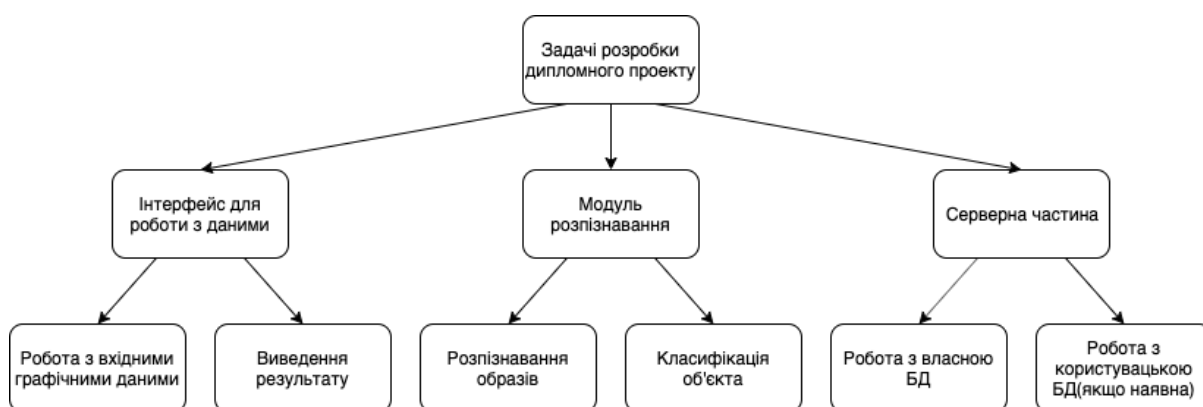 Задачі розробки
дипломного проекту
Інтерфейс для
роботи з даними
Модуль
розпізнавання
Серверна частина
Робота з вхідними
графічними даними
Виведення
результату
Розпізнавання
образів
Класифікація
об'єкта
Робота з власною
БД
Робота з
користувацькою
БД(якщо наявна)